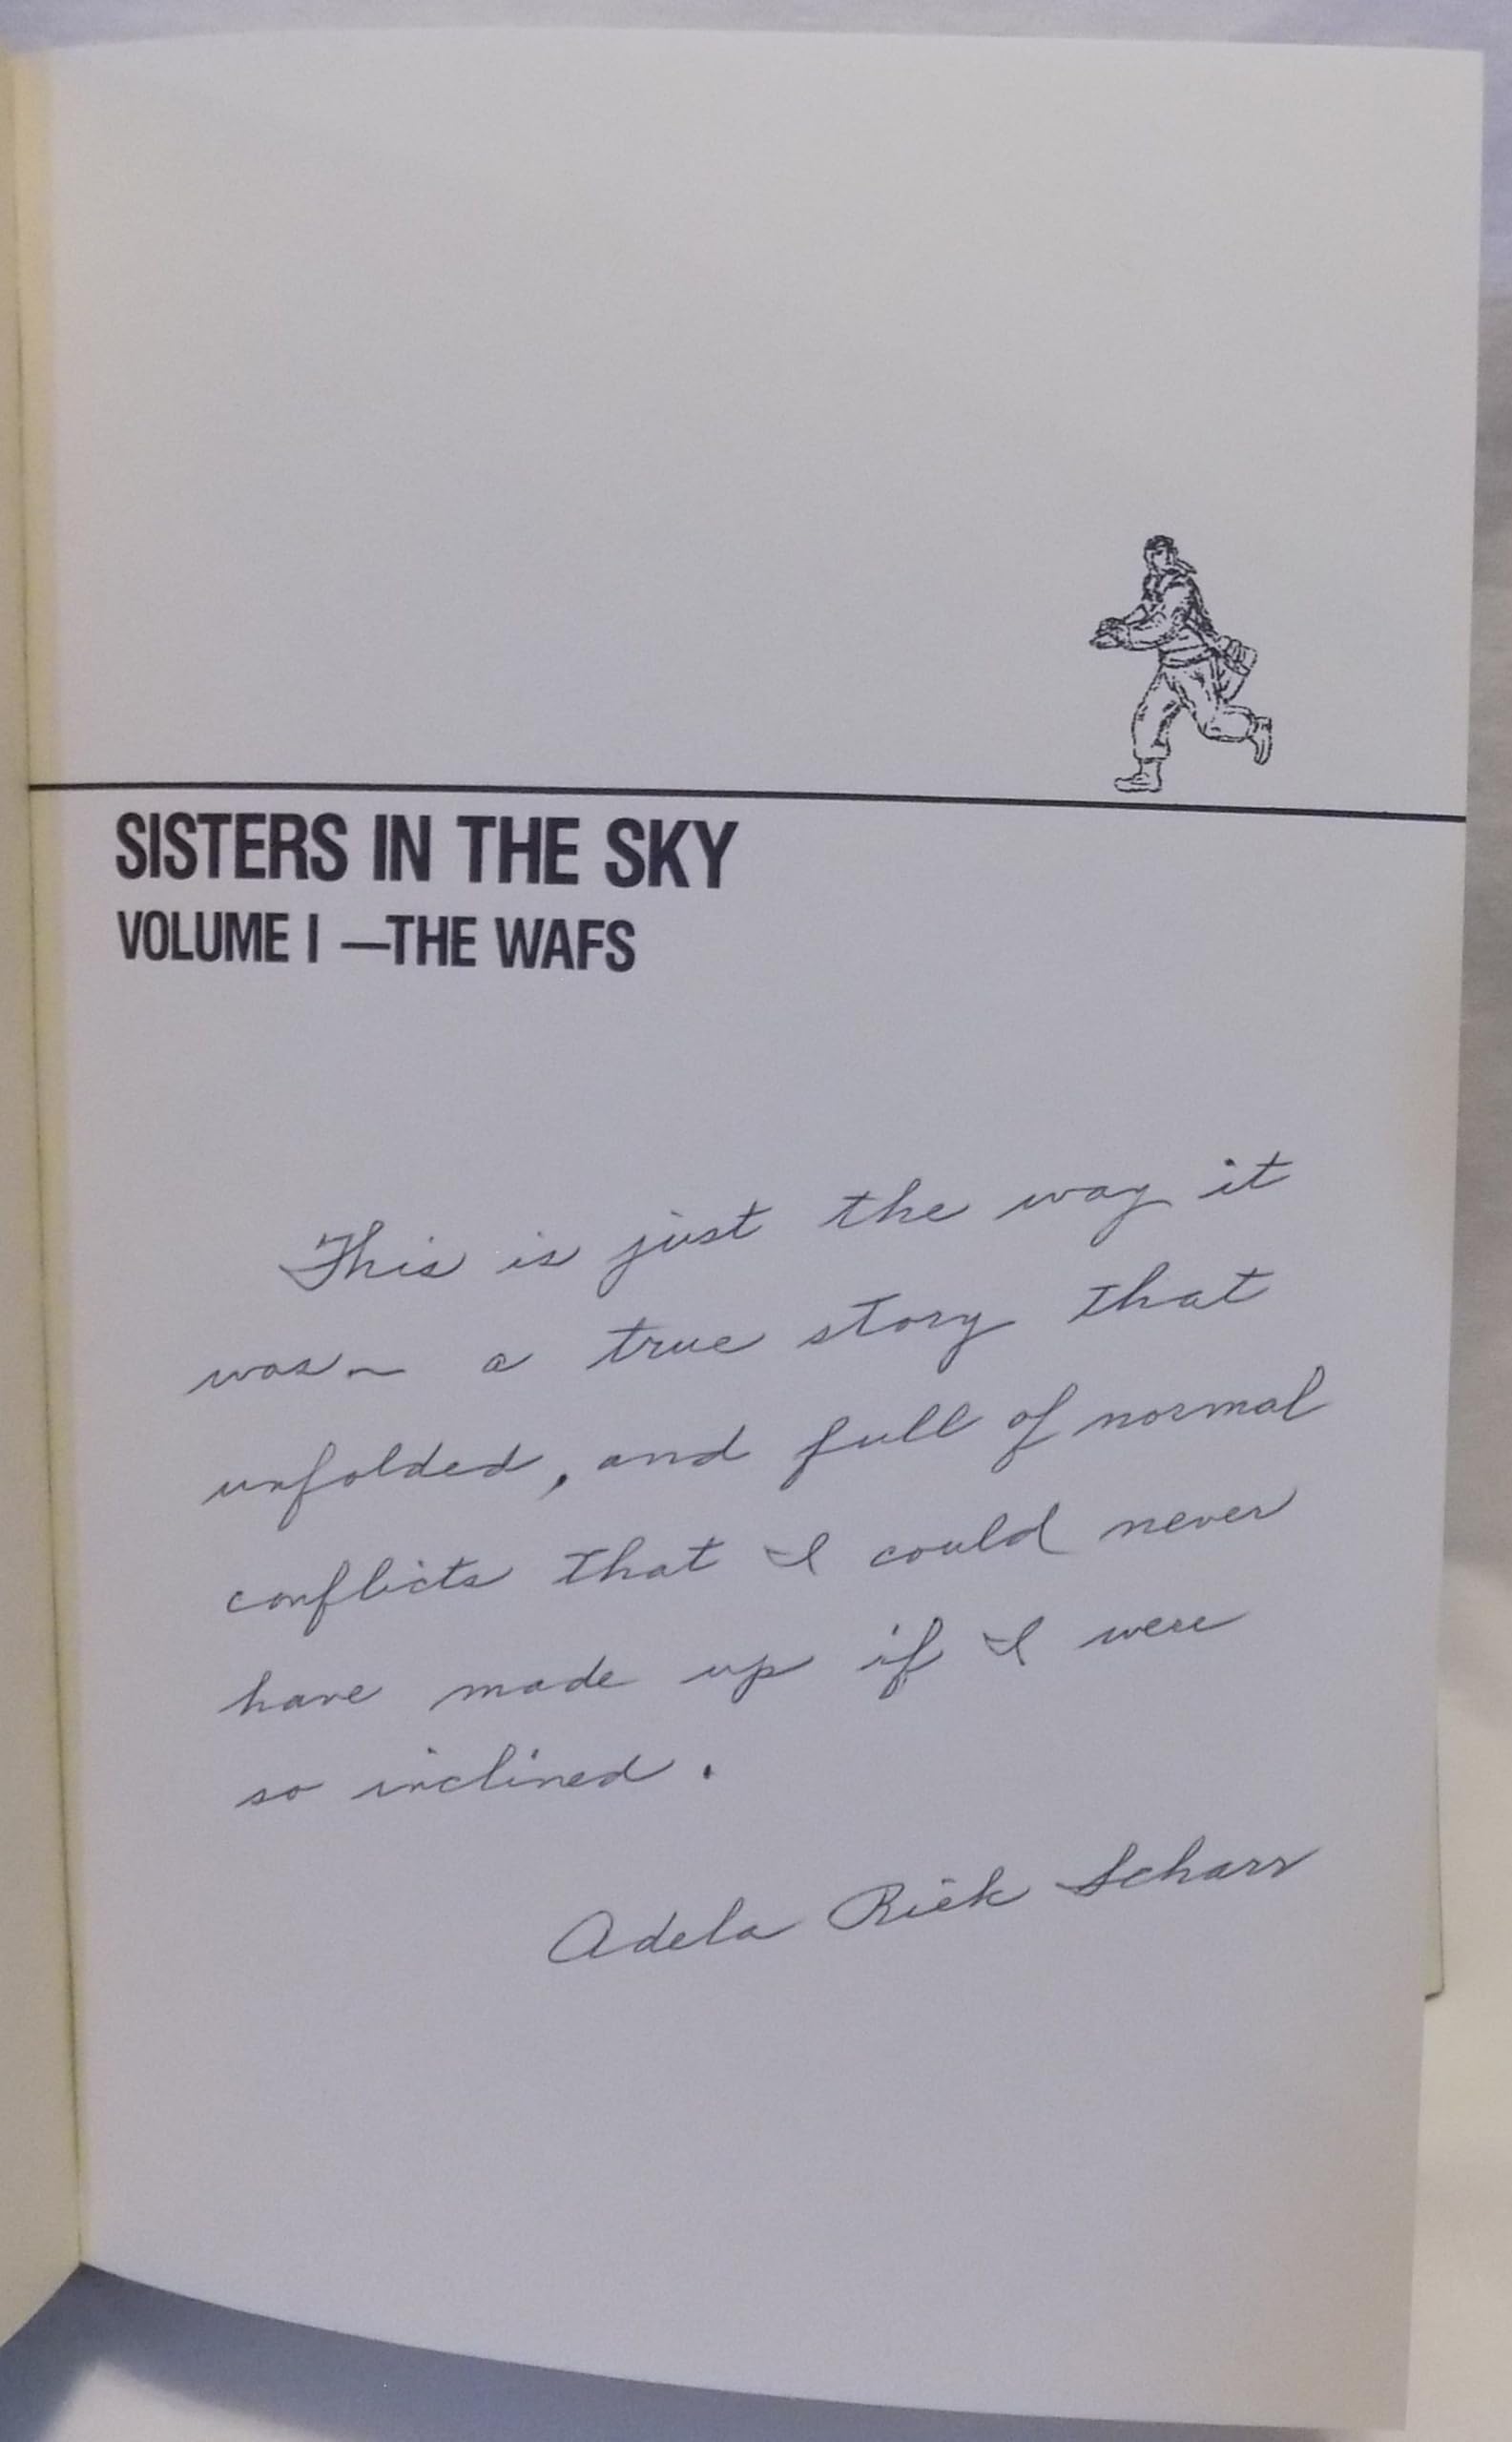 SISTERS IN THE SKY
VOLUME I —THE WAFS
This is just the way it
was ~ a true story that
unfolded, and full of normal
conflicts that I could never
have made up if I were
so inclined.
Adela Riek Scharr